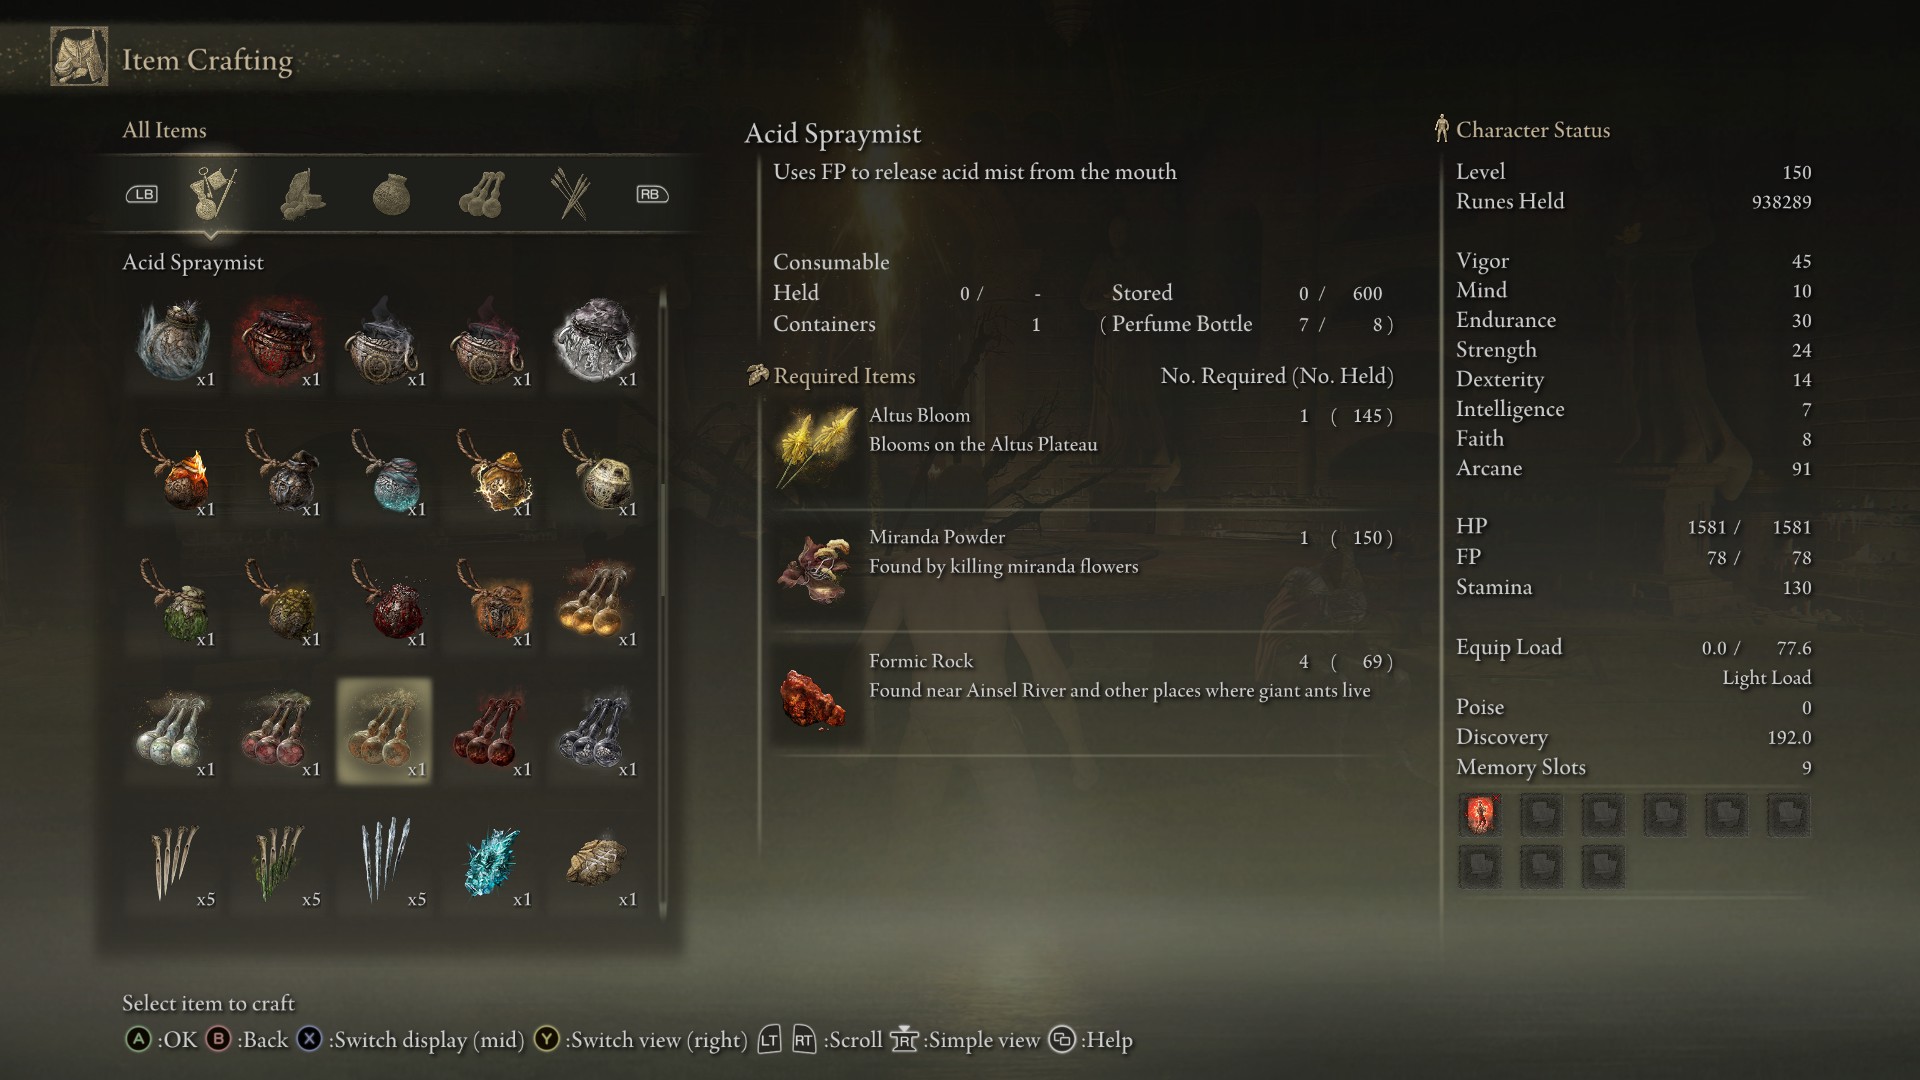 Item Crafting
All Items
LB
RB
Acid Spraymist
x1 x1 x1 x1 x1
x1 x1 x1 x1 x1
x1 x1 x1 x1 x1
x1 x1 x1 x1 x1
x5 x5 x5 x1 x1
Acid Spraymist
Uses FP to release acid mist from the mouth
Consumable
Held 0 / - Stored 0 / 600
Containers 1 ( Perfume Bottle 7 / 8 )
Required Items No. Required (No. Held)
Altus Bloom 1 ( 145 )
Blooms on the Altus Plateau
Miranda Powder 1 ( 150 )
Found by killing miranda flowers
Formic Rock 4 ( 69 )
Found near Ainsel River and other places where giant ants live
Character Status
Level 150
Runes Held 938289
Vigor 45
Mind 10
Endurance 30
Strength 24
Dexterity 14
Intelligence 7
Faith 8
Arcane 91
HP 1581 / 1581
FP 78 / 78
Stamina 130
Equip Load 0.0 / 77.6
Light Load
Poise 0
Discovery 192.0
Memory Slots 9
Select item to craft
A :OK B :Back X :Switch display (mid) Y :Switch view (right) LT RT :Scroll R :Simple view :Help